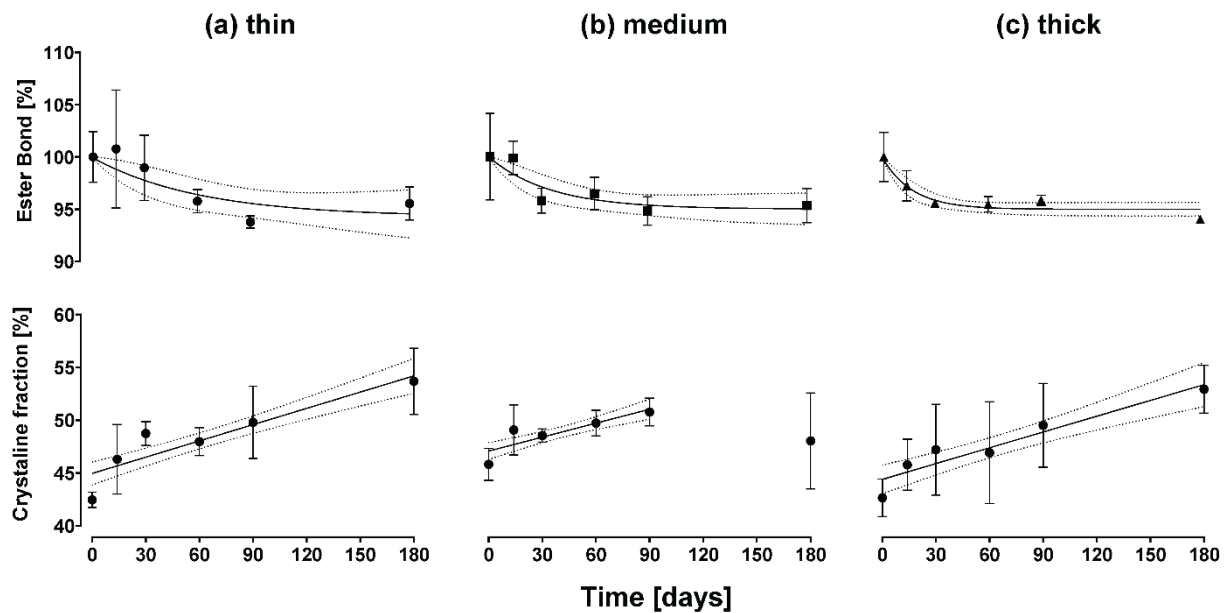 (a) thin
(b) medium
(c) thick
Ester Bond [%]
110
105
100
95
90
Crystaline fraction [%]
60
55
50
45
40
0 30 60 90 120 150 180
0 30 60 90 120 150 180
0 30 60 90 120 150 180
Time [days]